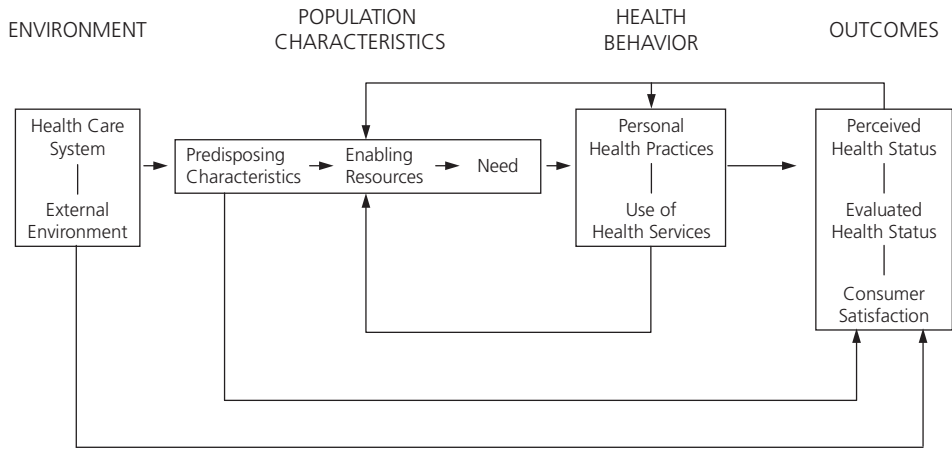 ENVIRONMENT
POPULATION
CHARACTERISTICS
HEALTH
BEHAVIOR
OUTCOMES
Health Care
System
External
Environment
Predisposing
Characteristics
Enabling
Resources
Need
Personal
Health Practices
Use of
Health Services
Perceived
Health Status
Evaluated
Health Status
Consumer
Satisfaction